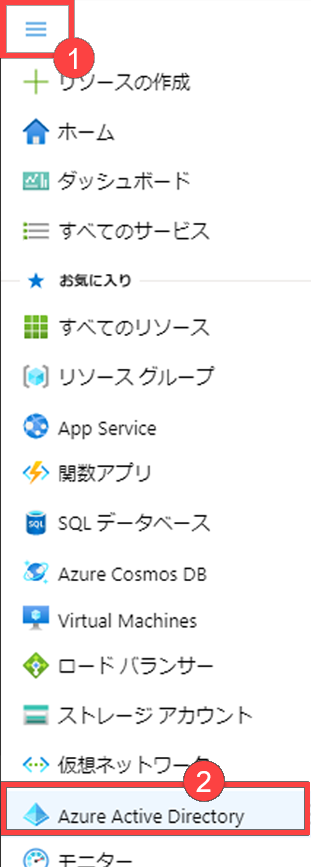 1
リソースの作成
ホーム
ダッシュボード
すべてのサービス
お気に入り
すべてのリソース
リソース グループ
App Service
関数アプリ
SQL データベース
Azure Cosmos DB
Virtual Machines
ロード バランサー
ストレージ アカウント
仮想ネットワーク
2
Azure Active Directory
モニター